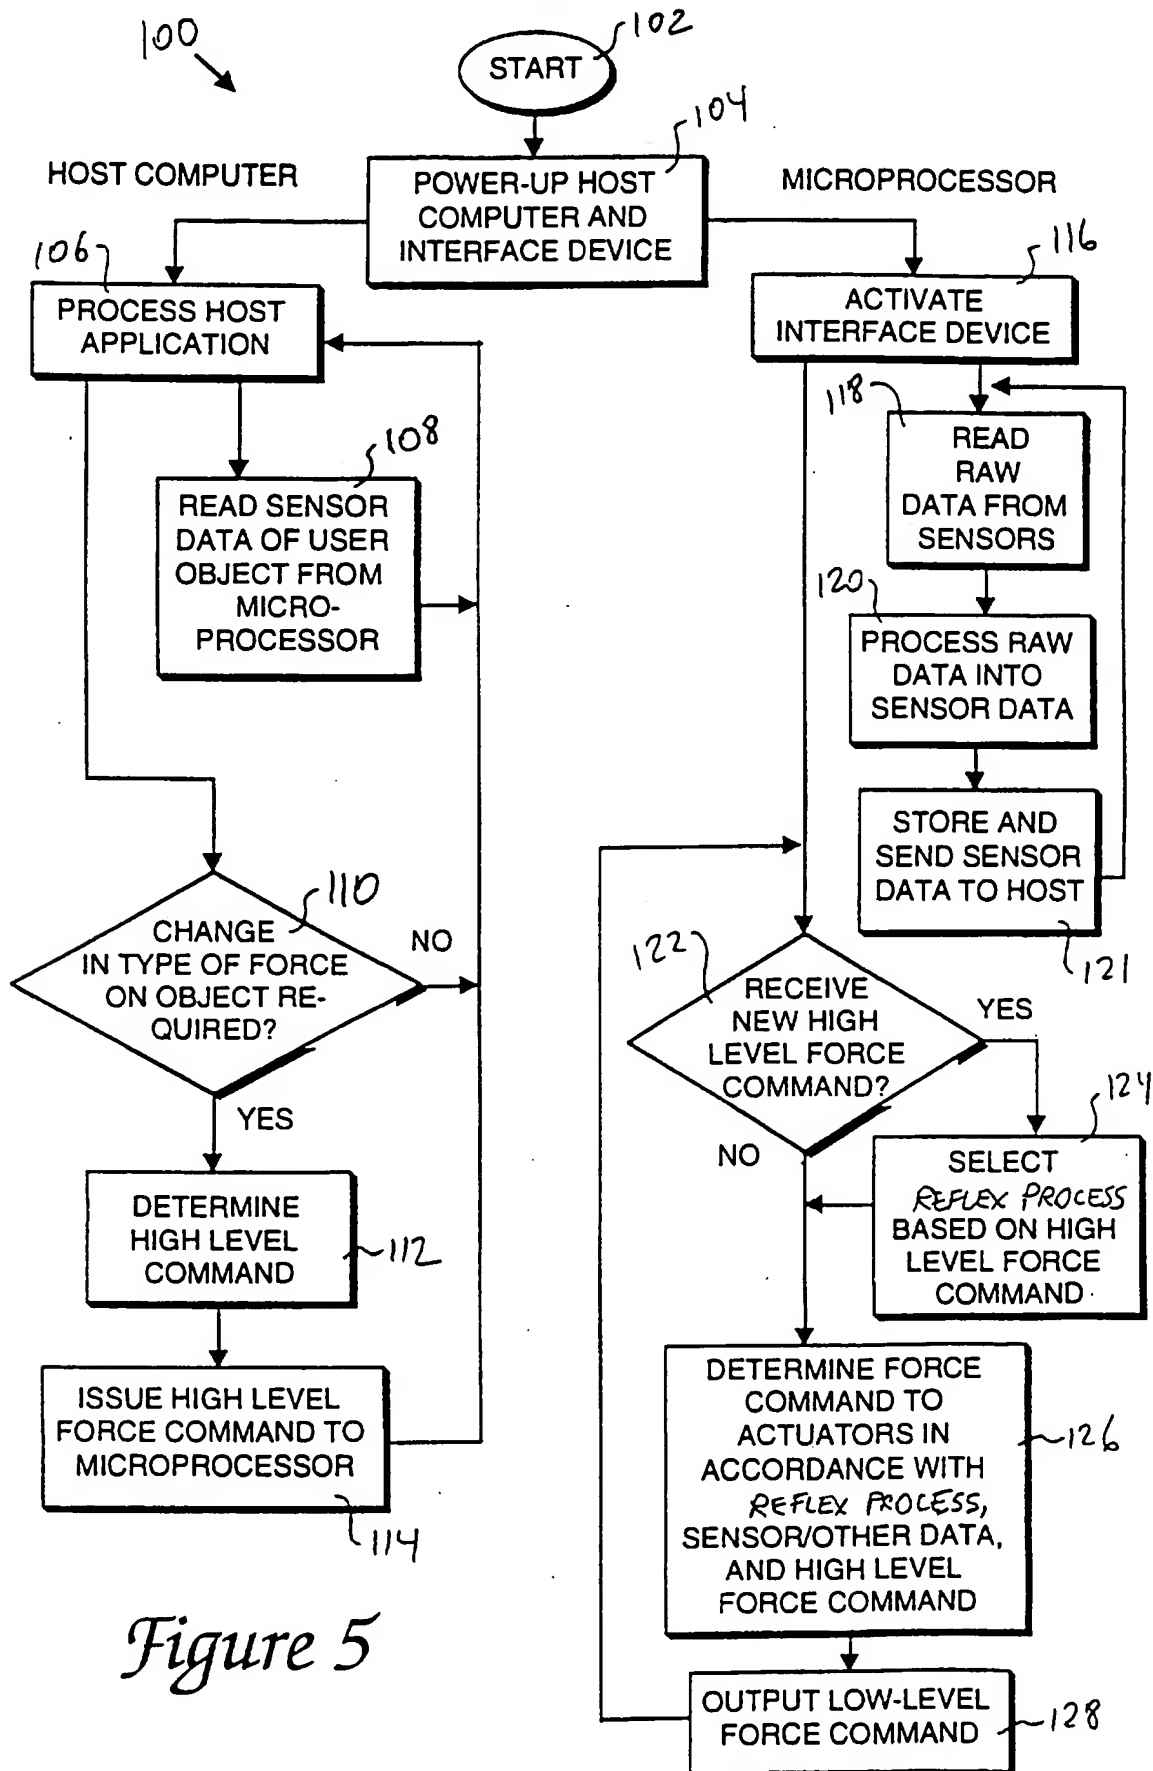 100
102
START
104
HOST COMPUTER
POWER-UP HOST
COMPUTER AND
INTERFACE DEVICE
MICROPROCESSOR
106
PROCESS HOST
APPLICATION
116
ACTIVATE
INTERFACE DEVICE
108
READ SENSOR
DATA OF USER
OBJECT FROM
MICRO-
PROCESSOR
118
READ
RAW
DATA FROM
SENSORS
120
PROCESS RAW
DATA INTO
SENSOR DATA
STORE AND
SEND SENSOR
DATA TO HOST
121
110
CHANGE
IN TYPE OF FORCE
ON OBJECT RE-
QUIRED?
NO
YES
122
RECEIVE
NEW HIGH
LEVEL FORCE
COMMAND?
YES
NO
124
SELECT
REFLEX PROCESS
BASED ON HIGH
LEVEL FORCE
COMMAND
DETERMINE
HIGH LEVEL
COMMAND
112
ISSUE HIGH LEVEL
FORCE COMMAND TO
MICROPROCESSOR
114
DETERMINE FORCE
COMMAND TO
ACTUATORS IN
ACCORDANCE WITH
REFLEX PROCESS,
SENSOR/OTHER DATA,
AND HIGH LEVEL
FORCE COMMAND
126
OUTPUT LOW-LEVEL
FORCE COMMAND
128
Figure 5